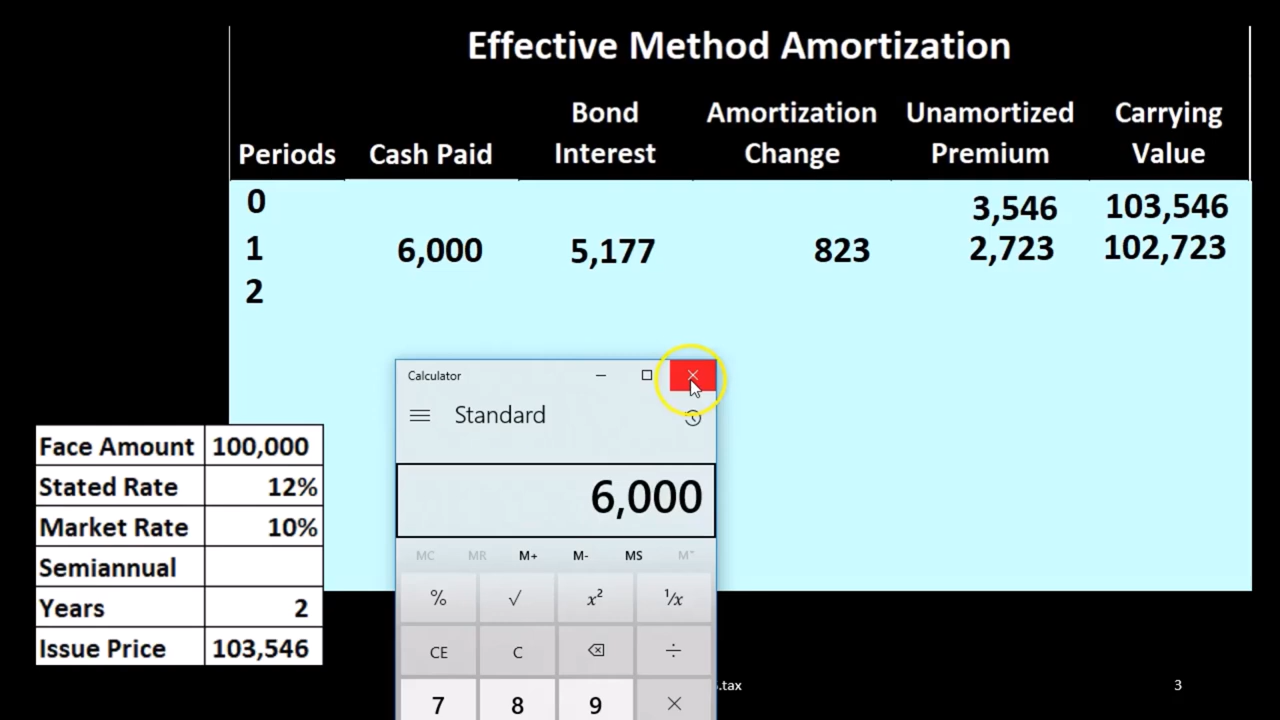 Effective Method Amortization
Periods Cash Paid Bond Interest Amortization Change Unamortized Premium Carrying Value
0 3,546 103,546
1 6,000 5,177 823 2,723 102,723
2
Face Amount 100,000
Stated Rate 12%
Market Rate 10%
Semiannual
Years 2
Issue Price 103,546
Calculator
Standard
6,000
MC MR M+ M- MS
% √ x² ¹/x
CE C ⌫ ÷
7 8 9 ×
.tax
3